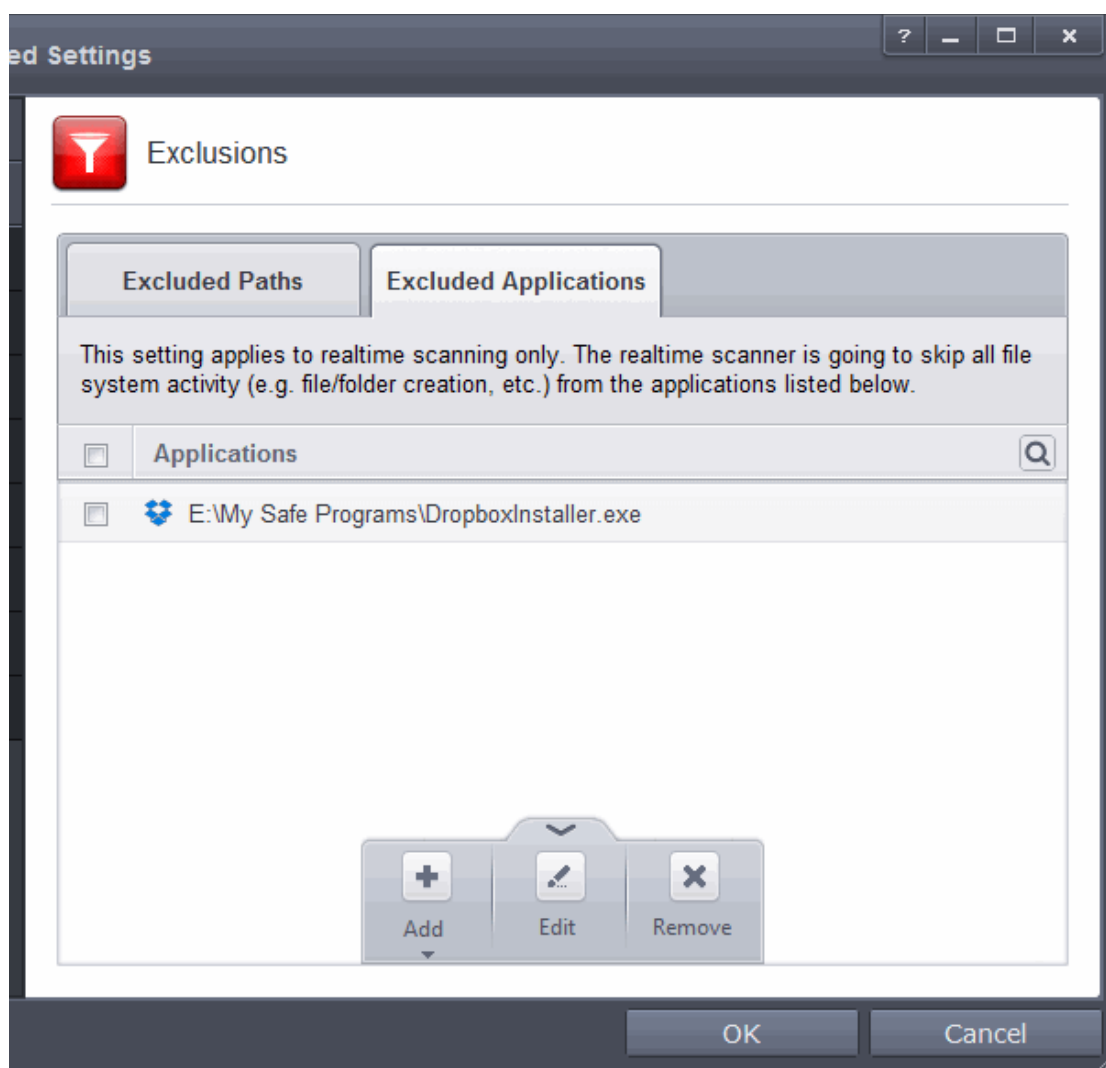 ed Settings
?
Exclusions
Excluded Paths
Excluded Applications
This setting applies to realtime scanning only. The realtime scanner is going to skip all file
system activity (e.g. file/folder creation, etc.) from the applications listed below.
Applications
E:\My Safe Programs\DropboxInstaller.exe
Add
Edit
Remove
OK
Cancel